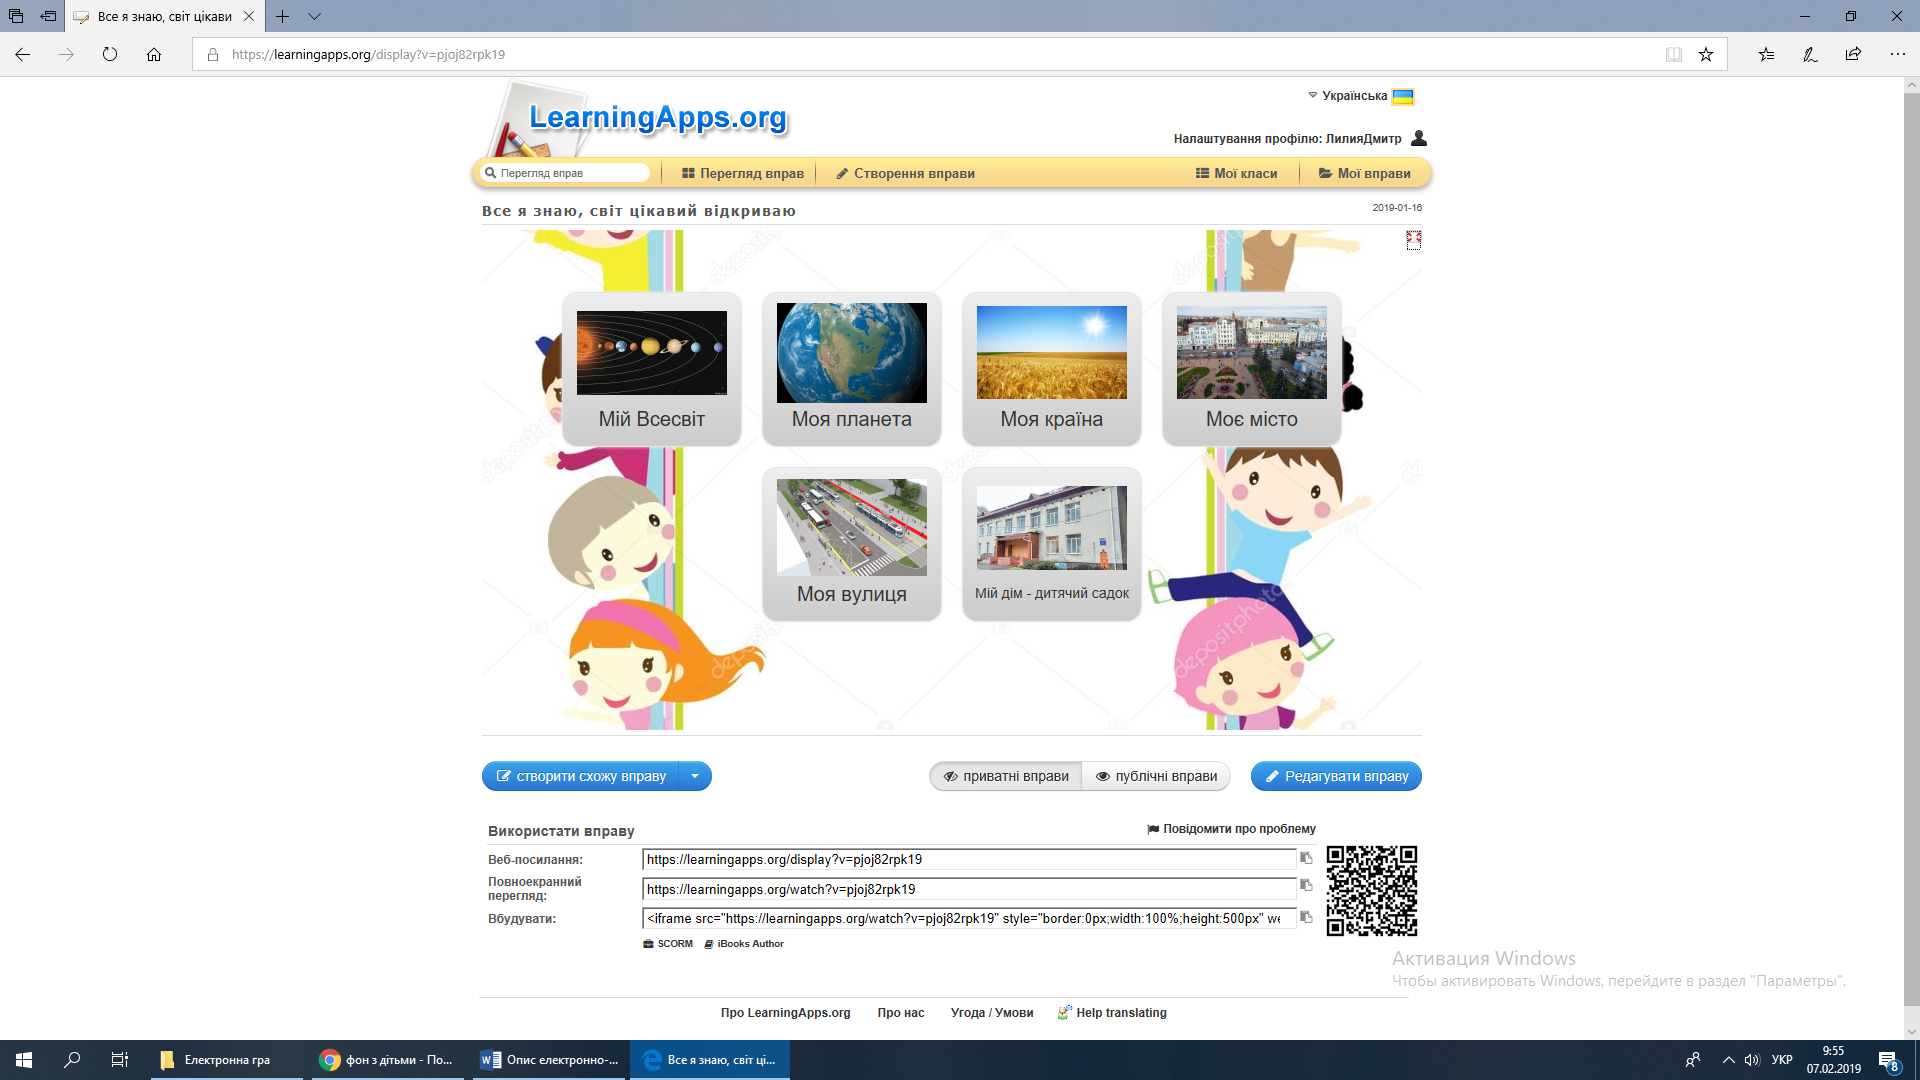 Все я знаю, світ цікави
https://learningapps.org/display?v=pjoj82rpk19
LearningApps.org
Українська
Налаштування профілю: ЛилияДмитр
Перегляд вправ
Перегляд вправ
Створення вправи
Мої класи
Мої вправи
Все я знаю, світ цікавий відкриваю
2019-01-16
Мій Всесвіт
Моя планета
Моя країна
Моє місто
Моя вулиця
Мій дім - дитячий садок
depositphotos
створити схожу вправу
приватні вправи
публічні вправи
Редагувати вправу
Використати вправу
Повідомити про проблему
Веб-посилання:
https://learningapps.org/display?v=pjoj82rpk19
Повноекранний
перегляд:
https://learningapps.org/watch?v=pjoj82rpk19
Вбудувати:
<iframe src="https://learningapps.org/watch?v=pjoj82rpk19" style="border:0px;width:100%;height:500px" we
SCORM
iBooks Author
Активация Windows
Чтобы активировать Windows, перейдите в раздел "Параметры".
Про LearningApps.org
Про нас
Угода / Умови
Help translating
Електронна гра
фон з дітьми - По...
Опис електронно-...
Все я знаю, світ ці...
УКР
9:55
07.02.2019
8